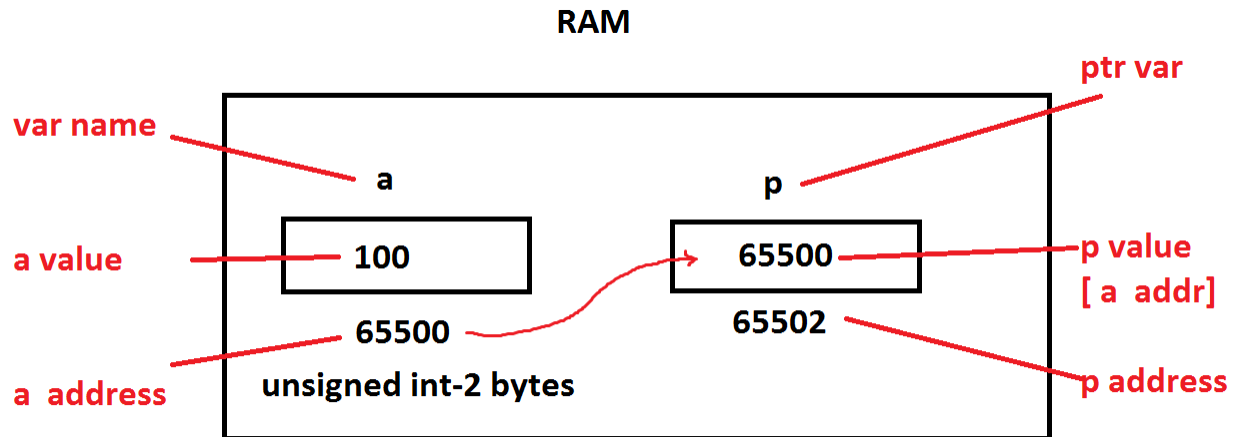 RAM
ptr var
var name
a
p
a value
100
65500
p value
[ a addr]
65500
65502
a address
unsigned int-2 bytes
p address